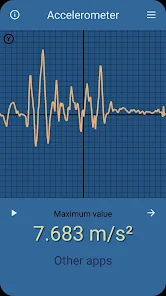 Accelerometer
Y
Maximum value
7.683 m/s²
Other apps